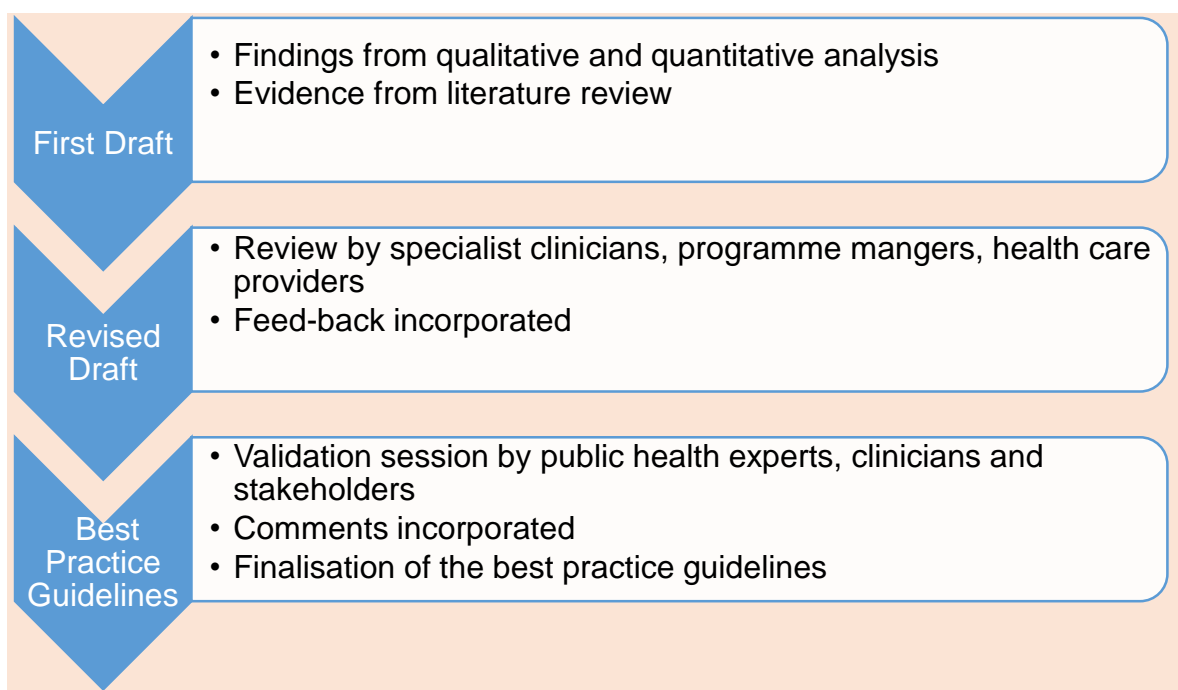 First Draft
• Findings from qualitative and quantitative analysis
• Evidence from literature review
Revised
Draft
• Review by specialist clinicians, programme mangers, health care
providers
• Feed-back incorporated
Best
Practice
Guidelines
• Validation session by public health experts, clinicians and
stakeholders
• Comments incorporated
• Finalisation of the best practice guidelines